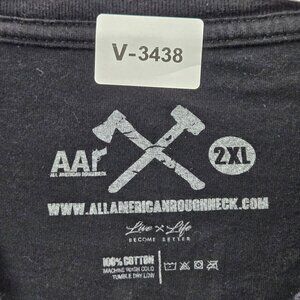 V-3438
AAr
ALL AMERICAN ROUGHNECK
2XL
WWW.ALLAMERICANROUGHNECK.COM
Live x Life
BECOME BETTER
100% COTTON
MACHINE WASH COLD
TUMBLE DRY LOW